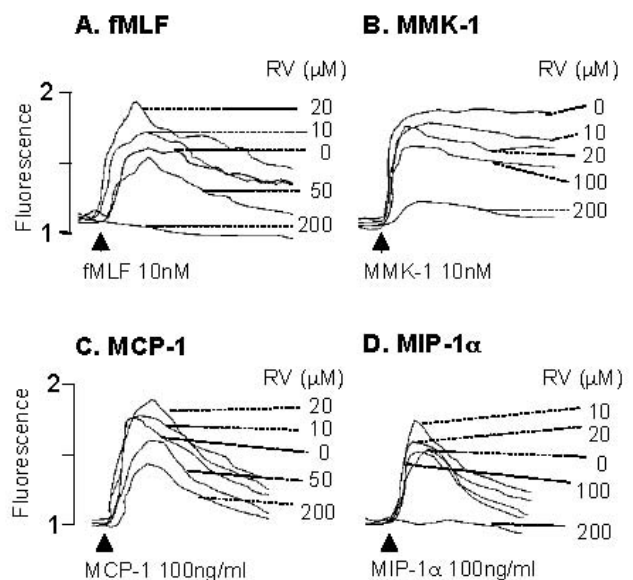 A. fMLF
RV (μM)
2
20
10
0
50
200
1
Fluorescence
fMLF 10nM
B. MMK-1
RV (μM)
0
10
20
100
200
MMK-1 10nM
C. MCP-1
RV (μM)
2
20
10
0
50
200
1
Fluorescence
MCP-1 100ng/ml
D. MIP-1α
RV (μM)
10
20
0
100
200
MIP-1α 100ng/ml